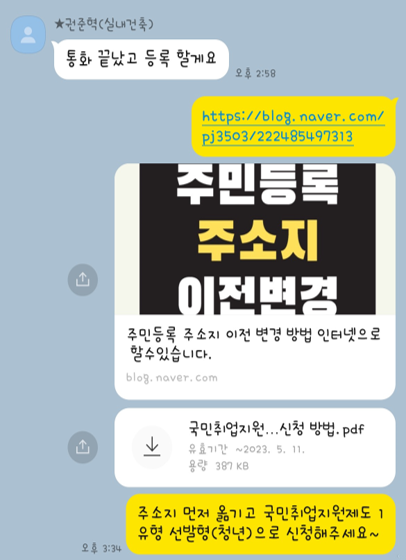 ★권준혁(실내건축)
통화 끝났고 등록 할게요
오후 2:58
https://blog.naver.com/
pj3503/222485497313
주민등록
주소지
이전변경
주민등록 주소지 이전 변경 방법 인터넷으로
할수있습니다.
blog.naver.com
국민취업지원...신청 방법.pdf
유효기간 ~2023. 5. 11.
용량 387 KB
주소지 먼저 옮기고 국민취업지원제도 1
유형 선발형(청년)으로 신청해주세요~
오후 3:34